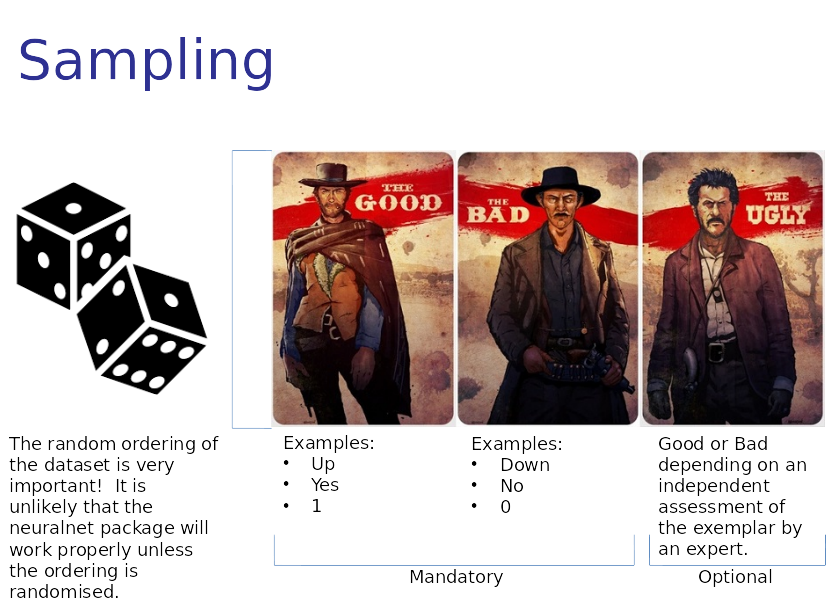 Sampling
THE
GOOD
THE
BAD
THE
UGLY
The random ordering of
the dataset is very
important!  It is
unlikely that the
neuralnet package will
work properly unless
the ordering is
randomised.
Examples:
• Up
• Yes
• 1
Examples:
• Down
• No
• 0
Good or Bad
depending on an
independent
assessment of
the exemplar by
an expert.
Mandatory
Optional